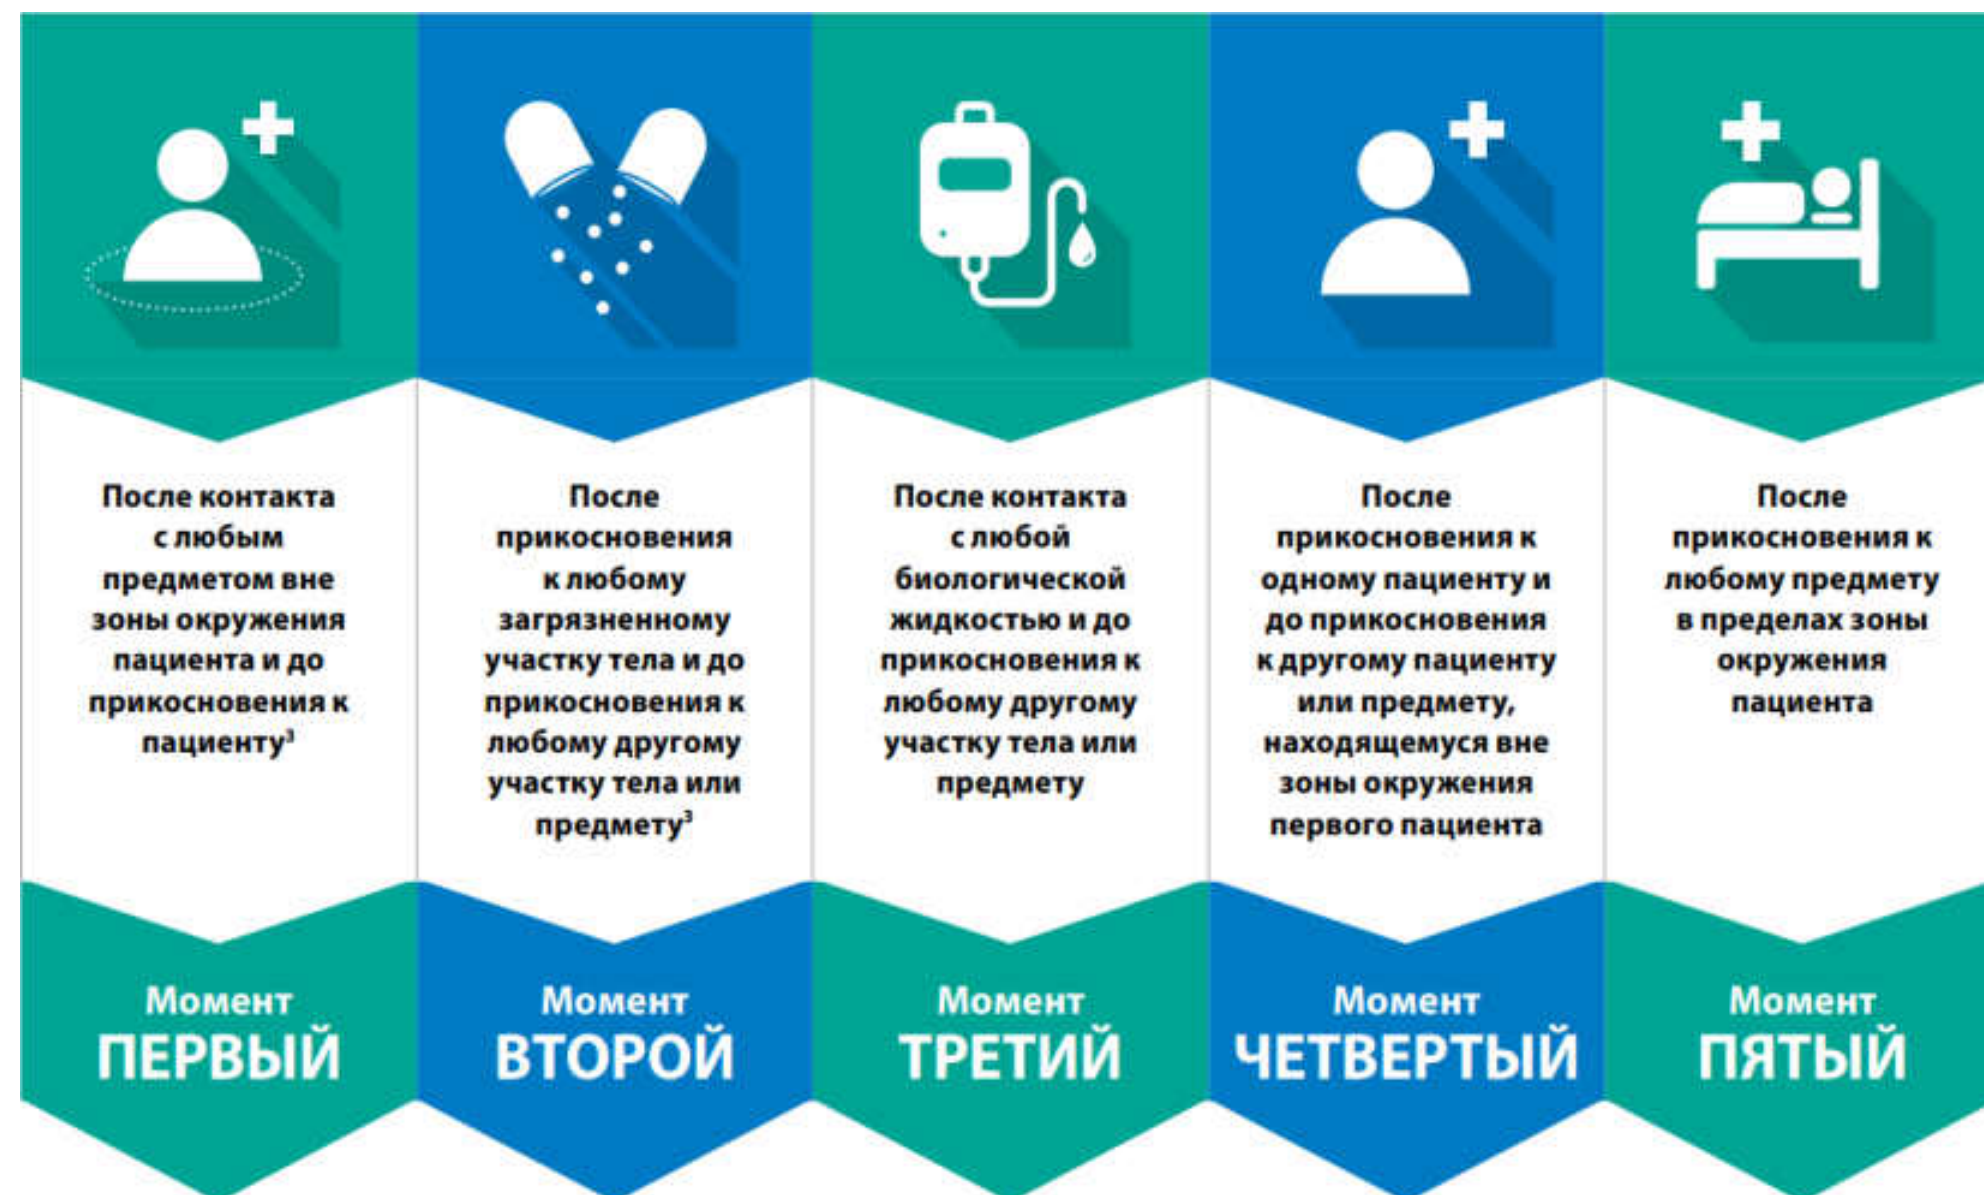 После контакта
с любым
предметом вне
зоны окружения
пациента и до
прикосновения к
пациенту³
После
прикосновения
к любому
загрязненному
участку тела и до
прикосновения к
любому другому
участку тела или
предмету³
После контакта
с любой
биологической
жидкостью и до
прикосновения к
любому другому
участку тела или
предмету
После
прикосновения к
одному пациенту и
до прикосновения
к другому пациенту
или предмету,
находящемуся вне
зоны окружения
первого пациента
После
прикосновения к
любому предмету
в пределах зоны
окружения
пациента
Момент
ПЕРВЫЙ
Момент
ВТОРОЙ
Момент
ТРЕТИЙ
Момент
ЧЕТВЕРТЫЙ
Момент
ПЯТЫЙ